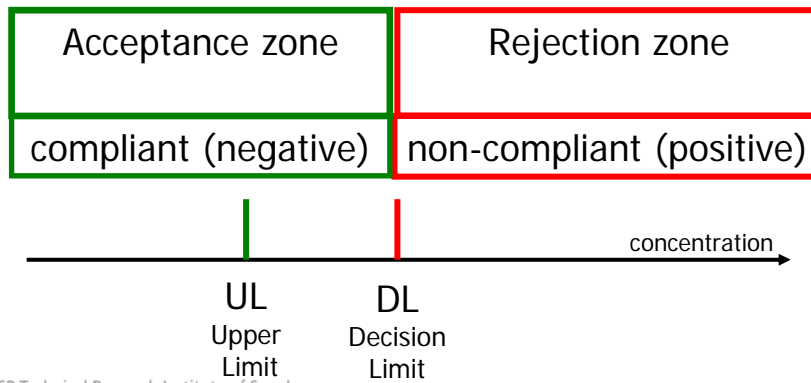 Acceptance zone
Rejection zone
compliant (negative)
non-compliant (positive)
concentration
UL
Upper
Limit
DL
Decision
Limit